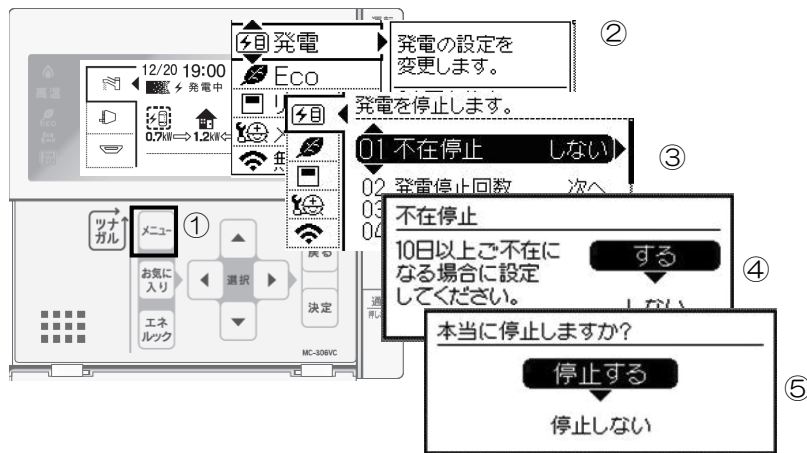 12/20 19:00
発電中
0.7kW
1.2kW
発電
Eco
リ
メ
無
発電の設定を
変更します。
②
発電を停止します。
01 不在停止 しない
02 発電停止回数 次へ
03
04
③
不在停止
10日以上ご不在に
なる場合に設定
してください。
する
しない
④
本当に停止しますか?
停止する
停止しない
⑤
高温
Eco
ツナ
ガル
メニュー
①
お気に
入り
エネ
ルック
選択
戻る
決定
MC-306VC